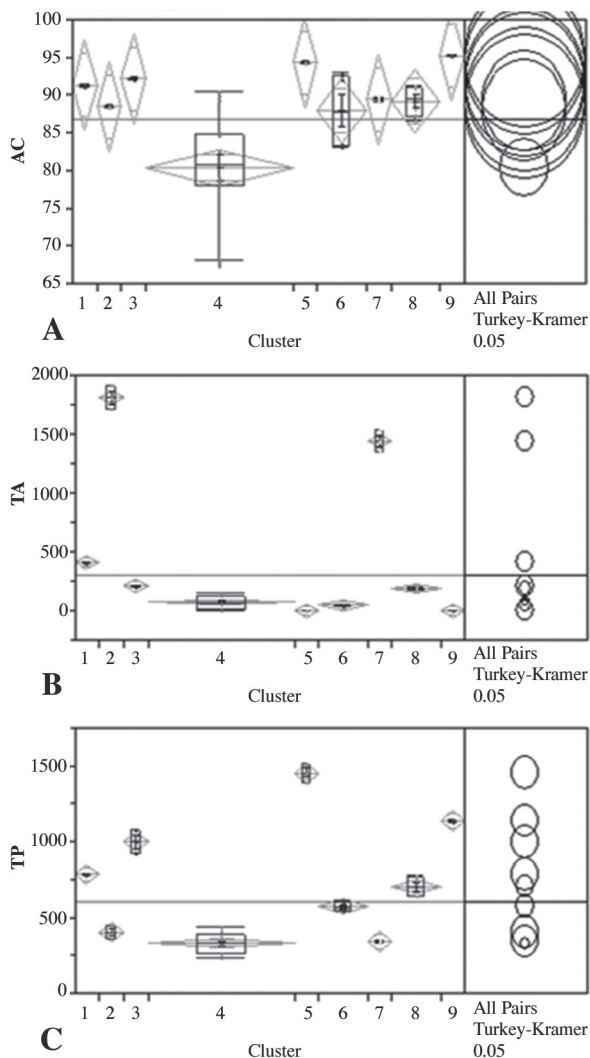 100
95
90
85
80
75
70
65
AC
1 2 3 4 5 6 7 8 9
All Pairs
Turkey-Kramer
0.05
A
Cluster
2000
1500
1000
500
0
TA
1 2 3 4 5 6 7 8 9
All Pairs
Turkey-Kramer
0.05
B
Cluster
1500
1000
500
0
TP
1 2 3 4 5 6 7 8 9
All Pairs
Turkey-Kramer
0.05
C
Cluster